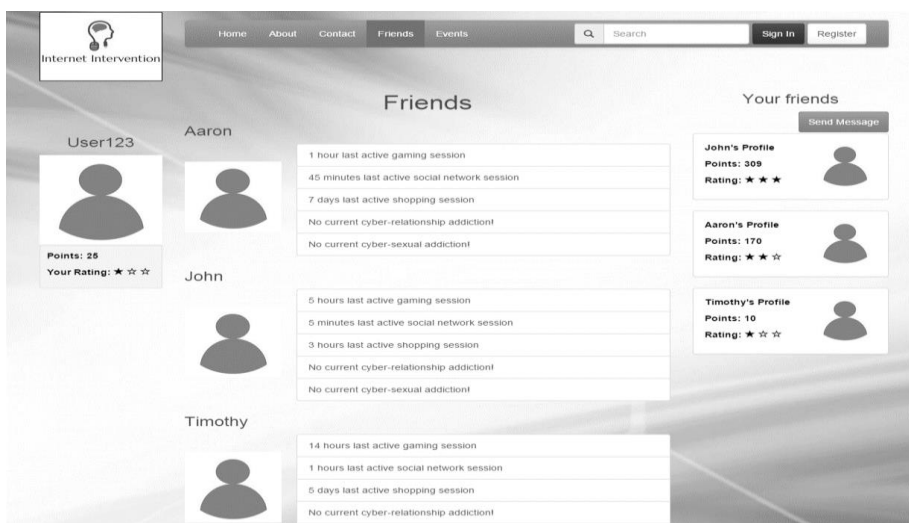 Internet Intervention
Home About Contact Friends Events
Search
Sign In
Register
User123
Points: 25
Your Rating: ★ ☆ ☆
Friends
Aaron
1 hour last active gaming session
45 minutes last active social network session
7 days last active shopping session
No current cyber-relationship addiction!
No current cyber-sexual addiction!
John
5 hours last active gaming session
5 minutes last active social network session
3 hours last active shopping session
No current cyber-relationship addiction!
No current cyber-sexual addiction!
Timothy
14 hours last active gaming session
1 hours last active social network session
5 days last active shopping session
No current cyber-relationship addiction!
Your friends
Send Message
John's Profile
Points: 309
Rating: ★ ★ ★
Aaron's Profile
Points: 170
Rating: ★ ★ ☆
Timothy's Profile
Points: 10
Rating: ★ ☆ ☆